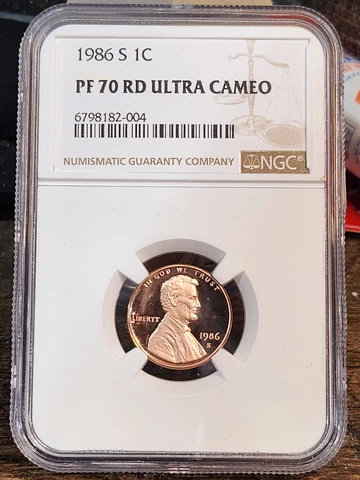 1986 S 1C
PF 70 RD ULTRA CAMEO
6798182-004
NUMISMATIC GUARANTY COMPANY NGC®
IN GOD WE TRUST
LIBERTY
1986
S